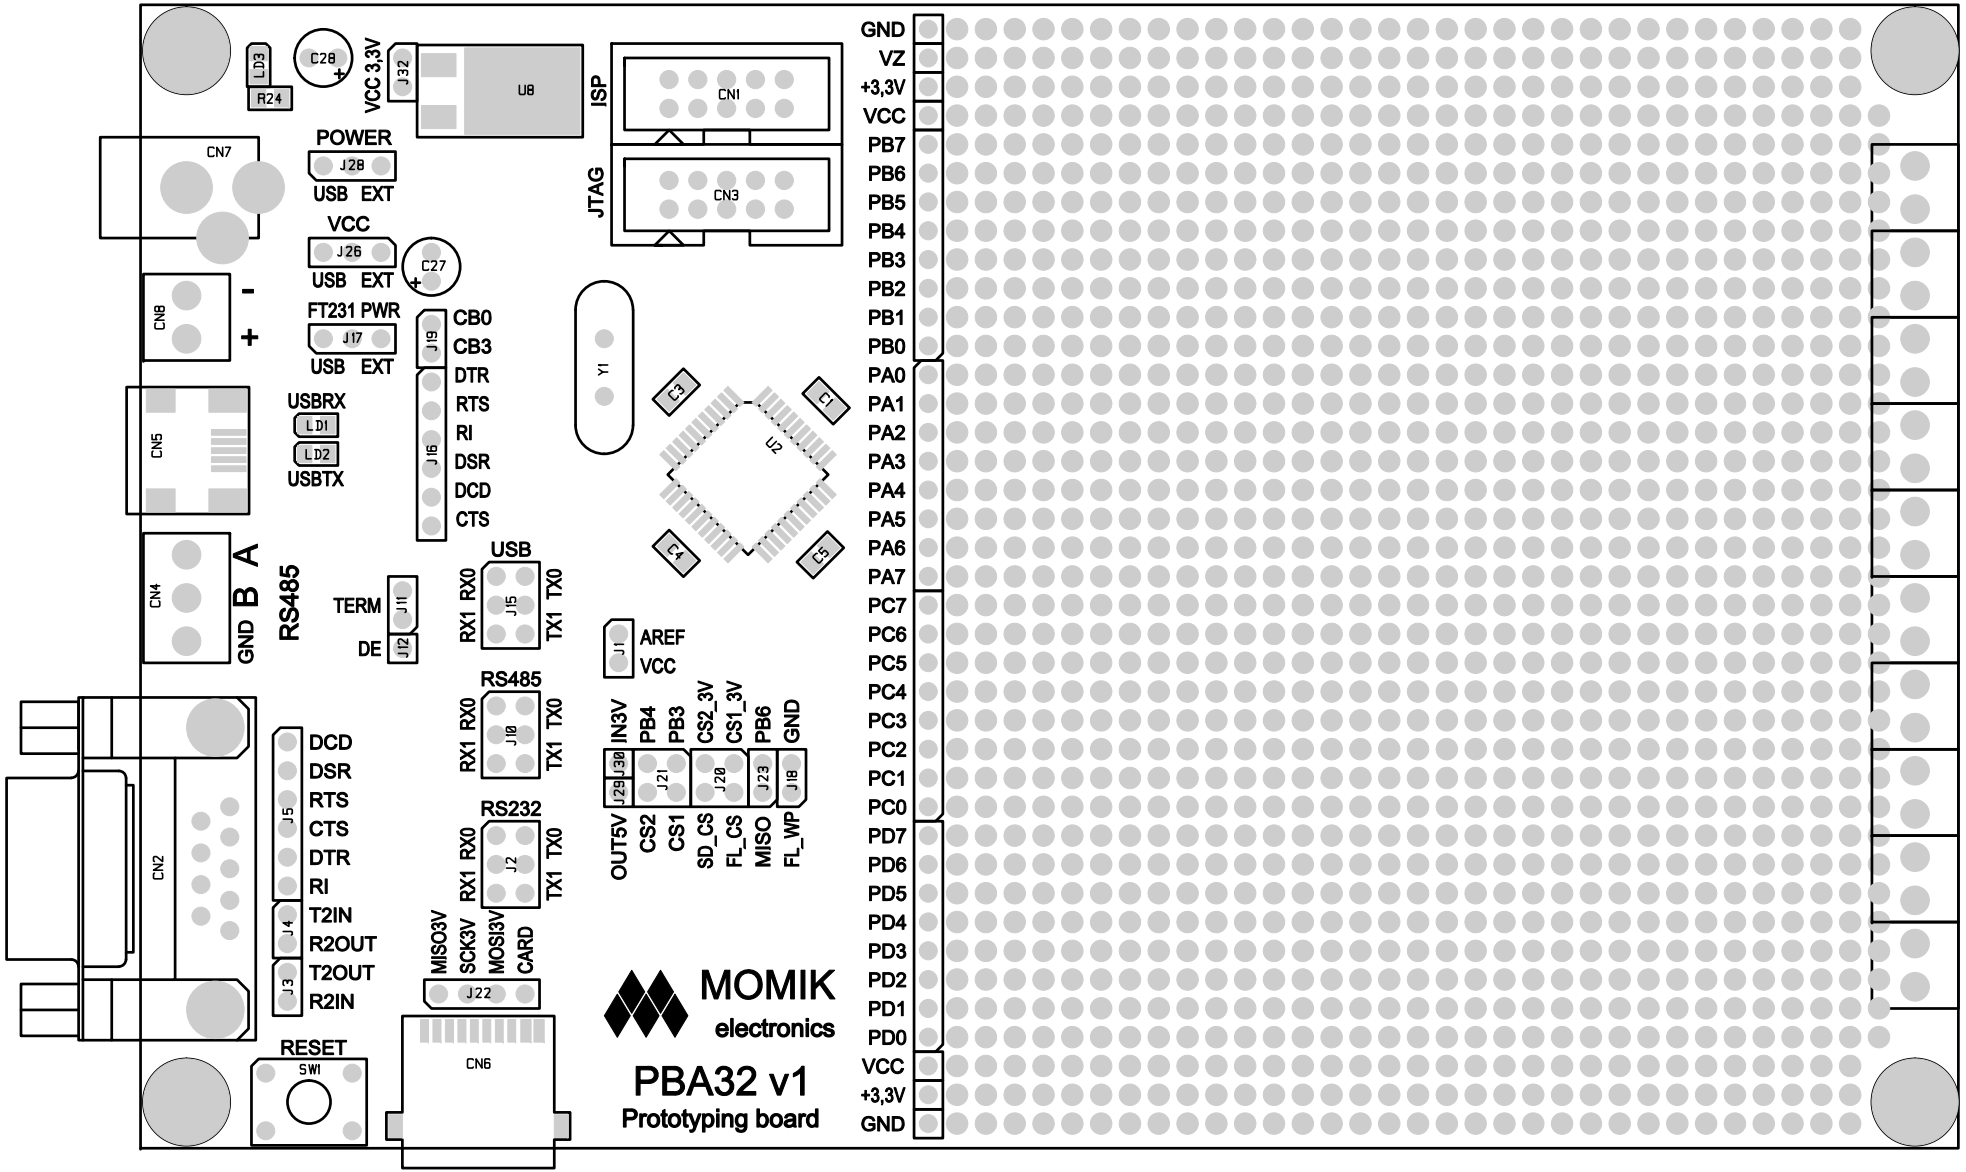 LD3
R24
C28
+
VCC 3,3V
J32
U8
ISP
CN1
JTAG
CN3
CN7
POWER
J28
USB EXT
VCC
J26
USB EXT
C27
+
CN8
-
+
FT231 PWR
J17
USB EXT
J19
CB0
CB3
J16
DTR
RTS
RI
DSR
DCD
CTS
CN5
USBRX
LD1
LD2
USBTX
Y1
C3
C1
U2
C4
C5
CN4
A
B
GND
RS485
TERM
J11
DE
J12
USB
RX0
RX1
J15
TX0
TX1
J1
AREF
VCC
RS485
RX0
RX1
J10
TX0
TX1
RS232
RX0
RX1
J2
TX0
TX1
IN3V
PB4
PB3
CS2_3V
CS1_3V
PB6
GND
J30
J29
J21
J20
J23
J18
OUT5V
CS2
CS1
SD_CS
FL_CS
MISO
FL_WP
CN2
J5
DCD
DSR
RTS
CTS
DTR
RI
J4
T2IN
R2OUT
J3
T2OUT
R2IN
MISO3V
SCK3V
MOSI3V
CARD
J22
CN6
RESET
SW1
MOMIK
electronics
PBA32 v1
Prototyping board
GND
VZ
+3,3V
VCC
PB7
PB6
PB5
PB4
PB3
PB2
PB1
PB0
PA0
PA1
PA2
PA3
PA4
PA5
PA6
PA7
PC7
PC6
PC5
PC4
PC3
PC2
PC1
PC0
PD7
PD6
PD5
PD4
PD3
PD2
PD1
PD0
VCC
+3,3V
GND